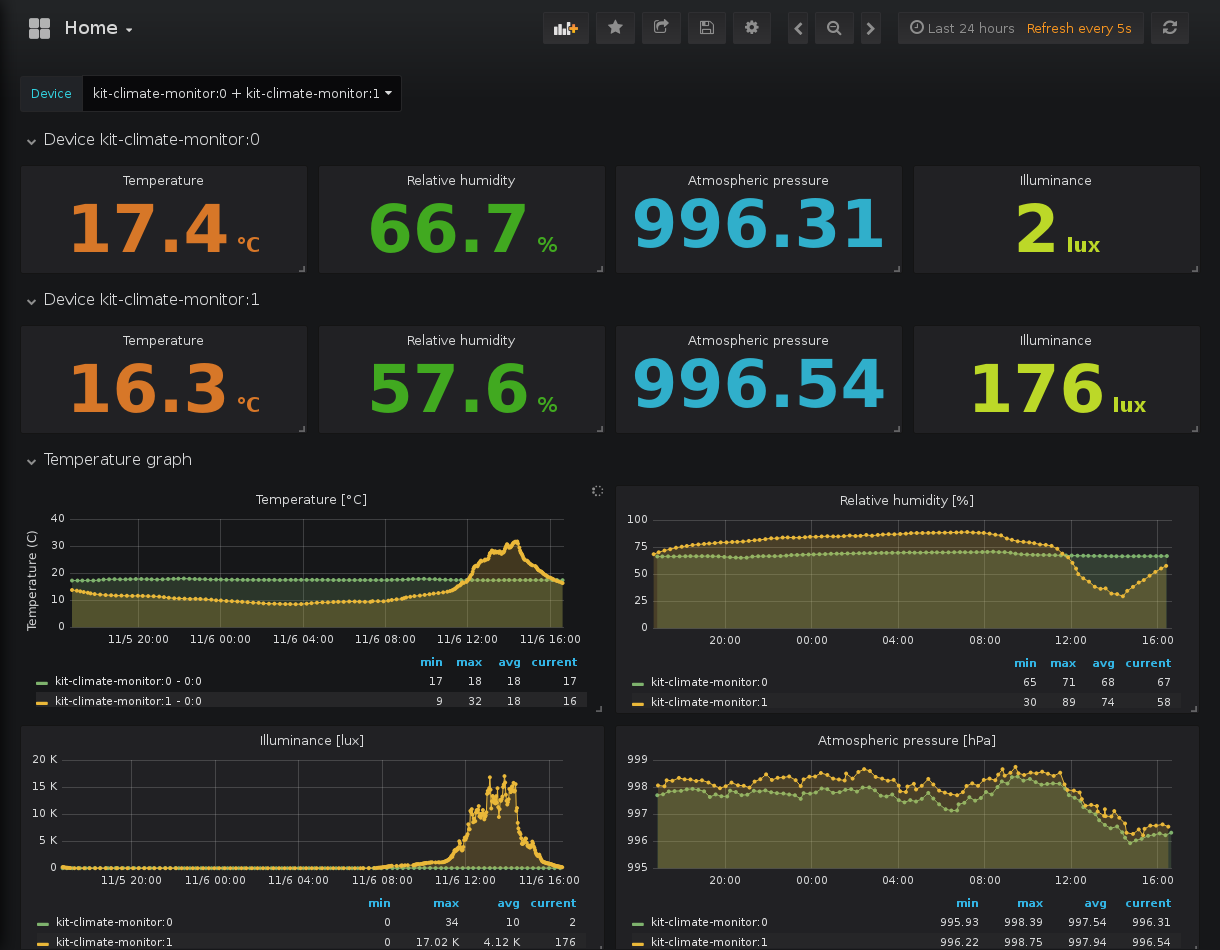 Home
Last 24 hours Refresh every 5s
Device kit-climate-monitor:0 + kit-climate-monitor:1
Device kit-climate-monitor:0
Temperature
17.4 °C
Relative humidity
66.7 %
Atmospheric pressure
996.31
Illuminance
2 lux
Device kit-climate-monitor:1
Temperature
16.3 °C
Relative humidity
57.6 %
Atmospheric pressure
996.54
Illuminance
176 lux
Temperature graph
Temperature [°C]
Temperature (C)
40
30
20
10
0
11/5 20:00 11/6 00:00 11/6 04:00 11/6 08:00 11/6 12:00 11/6 16:00
min max avg current
kit-climate-monitor:0 - 0:0 17 18 18 17
kit-climate-monitor:1 - 0:0 9 32 18 16
Relative humidity [%]
100
75
50
25
0
20:00 00:00 04:00 08:00 12:00 16:00
min max avg current
kit-climate-monitor:0 65 71 68 67
kit-climate-monitor:1 30 89 74 58
Illuminance [lux]
20 K
15 K
10 K
5 K
0
11/5 20:00 11/6 00:00 11/6 04:00 11/6 08:00 11/6 12:00 11/6 16:00
min max avg current
kit-climate-monitor:0 0 34 10 2
kit-climate-monitor:1 0 17.02 K 4.12 K 176
Atmospheric pressure [hPa]
999
998
997
996
995
20:00 00:00 04:00 08:00 12:00 16:00
min max avg current
kit-climate-monitor:0 995.93 998.39 997.54 996.31
kit-climate-monitor:1 996.22 998.75 997.94 996.54